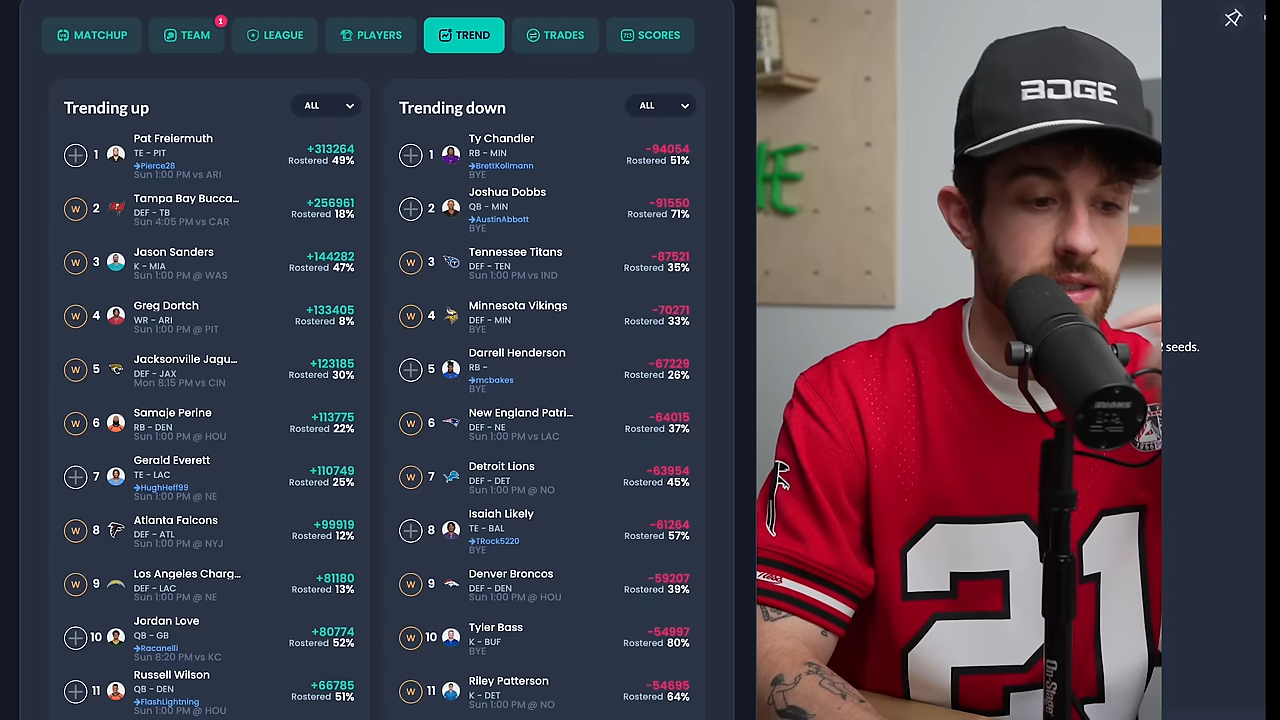 MATCHUP
TEAM
1
LEAGUE
PLAYERS
TREND
TRADES
SCORES
Trending up
ALL
1
Pat Freiermuth
TE - PIT
Pierce28
Sun 1:00 PM vs ARI
+313264
Rostered 49%
W
2
Tampa Bay Bucca...
DEF - TB
Sun 4:05 PM vs CAR
+256961
Rostered 18%
W
3
Jason Sanders
K - MIA
Sun 1:00 PM @ WAS
+144282
Rostered 47%
W
4
Greg Dortch
WR - ARI
Sun 1:00 PM @ PIT
+133405
Rostered 8%
W
5
Jacksonville Jagu...
DEF - JAX
Mon 8:15 PM vs CIN
+123185
Rostered 30%
W
6
Samaje Perine
RB - DEN
Sun 1:00 PM @ HOU
+113775
Rostered 22%
7
Gerald Everett
TE - LAC
HughHeff99
Sun 1:00 PM @ NE
+110749
Rostered 25%
W
8
Atlanta Falcons
DEF - ATL
Sun 1:00 PM @ NYJ
+99919
Rostered 12%
W
9
Los Angeles Charg...
DEF - LAC
Sun 1:00 PM @ NE
+81180
Rostered 13%
10
Jordan Love
QB - GB
Racanelli
Sun 8:20 PM vs KC
+80774
Rostered 52%
11
Russell Wilson
QB - DEN
FlashLightning
Sun 1:00 PM @ HOU
+66785
Rostered 51%
Trending down
ALL
1
Ty Chandler
RB - MIN
BrettKollmann
BYE
-94054
Rostered 51%
2
Joshua Dobbs
QB - MIN
AustinAbbott
BYE
-91550
Rostered 71%
W
3
Tennessee Titans
DEF - TEN
Sun 1:00 PM vs IND
-87521
Rostered 35%
W
4
Minnesota Vikings
DEF - MIN
BYE
-70271
Rostered 33%
5
Darrell Henderson
RB -
mcbakes
BYE
-67229
Rostered 26%
W
6
New England Patri...
DEF - NE
Sun 1:00 PM vs LAC
-64015
Rostered 37%
W
7
Detroit Lions
DEF - DET
Sun 1:00 PM @ NO
-63954
Rostered 45%
8
Isaiah Likely
TE - BAL
TRock5220
BYE
-61264
Rostered 57%
W
9
Denver Broncos
DEF - DEN
Sun 1:00 PM @ HOU
-59207
Rostered 39%
W
10
Tyler Bass
K - BUF
BYE
-54997
Rostered 80%
W
11
Riley Patterson
K - DET
Sun 1:00 PM @ NO
-54695
Rostered 64%
BDGE
SHURE
21
On-Stage
seeds.